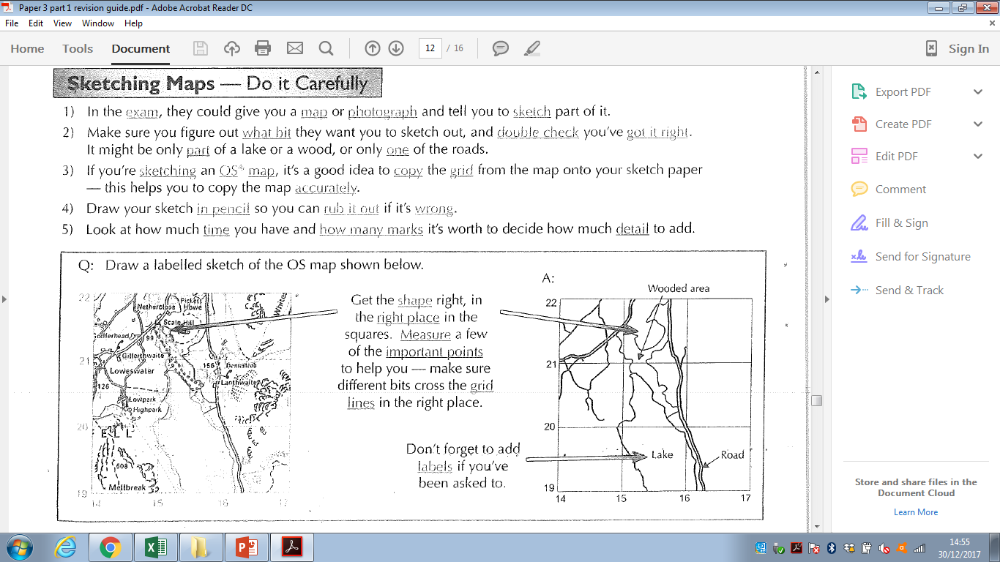 Paper 3 part 1 revision guide.pdf - Adobe Acrobat Reader DC
File Edit View Window Help
Home Tools Document 12 / 16 Sign In
Sketching Maps — Do it Carefully
1) In the exam, they could give you a map or photograph and tell you to sketch part of it.
2) Make sure you figure out what bit they want you to sketch out, and double check you've got it right.
It might be only part of a lake or a wood, or only one of the roads.
3) If you're sketching an OS* map, it's a good idea to copy the grid from the map onto your sketch paper
— this helps you to copy the map accurately.
4) Draw your sketch in pencil so you can rub it out if it's wrong.
5) Look at how much time you have and how many marks it's worth to decide how much detail to add.
Q: Draw a labelled sketch of the OS map shown below.
22
Picketts
Netherclose Howe
Scale Hill
Godferhead
99
Gillerthwaite
21
Loweswater
156
Lanthwaite
126
Lowpark
Highpark
20
E L L
508
Mellbreak
19
14 15 16 17
Get the shape right, in
the right place in the
squares. Measure a few
of the important points
to help you — make sure
different bits cross the grid
lines in the right place.
Don't forget to add
labels if you've
been asked to.
A:
Wooded area
22
21
20
Lake
Road
19
14 15 16 17
Export PDF
Create PDF
Edit PDF
Comment
Fill & Sign
Send for Signature
Send & Track
Store and share files in the
Document Cloud
Learn More
14:55
30/12/2017